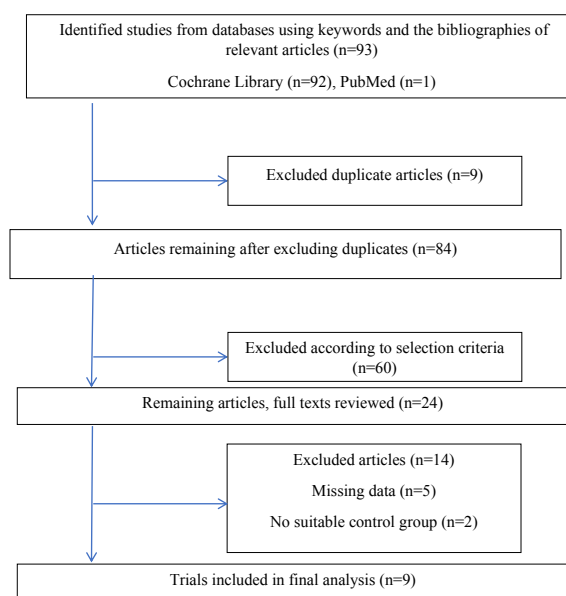 Identified studies from databases using keywords and the bibliographies of
relevant articles (n=93)
Cochrane Library (n=92), PubMed (n=1)
Excluded duplicate articles (n=9)
Articles remaining after excluding duplicates (n=84)
Excluded according to selection criteria
(n=60)
Remaining articles, full texts reviewed (n=24)
Excluded articles (n=14)
Missing data (n=5)
No suitable control group (n=2)
Trials included in final analysis (n=9)